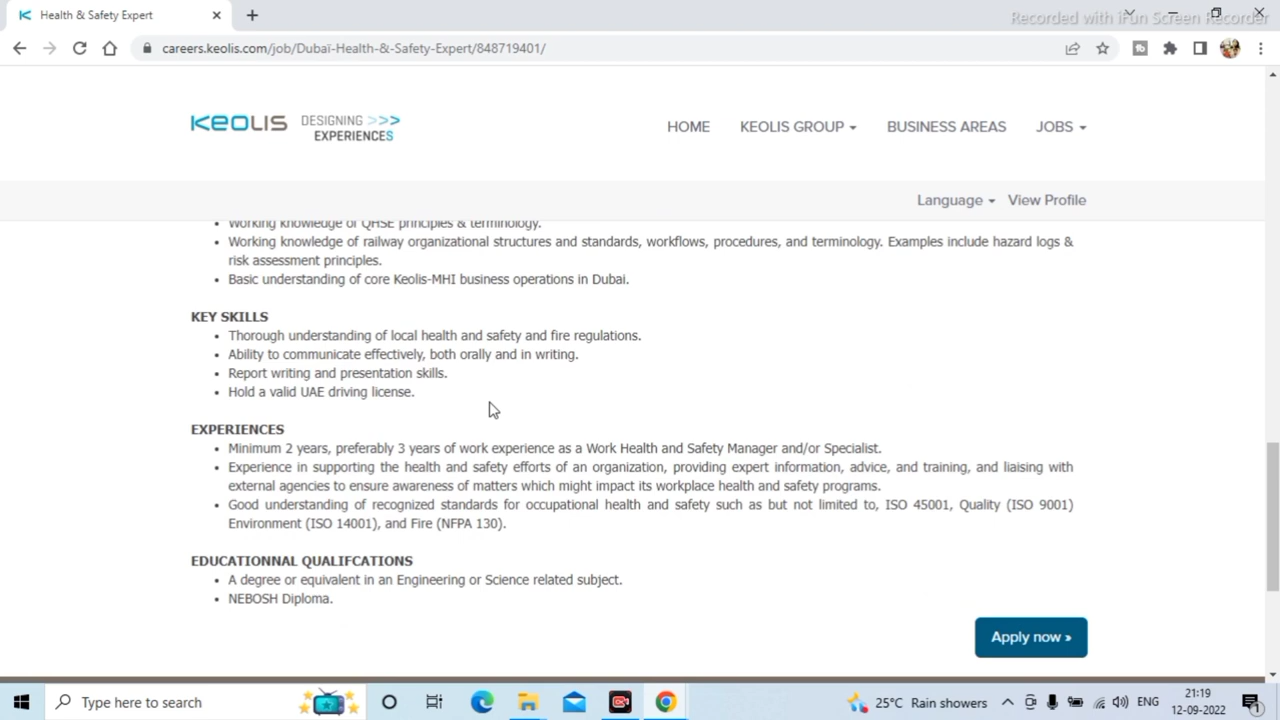 Health & Safety Expert
Recorded with iFun Screen Recorder
careers.keolis.com/job/Dubaï-Health-&-Safety-Expert/848719401/
KEOLIS DESIGNING >>>
EXPERIENCES
HOME KEOLIS GROUP BUSINESS AREAS JOBS
Language View Profile
• Working knowledge of QHSE principles & terminology.
• Working knowledge of railway organizational structures and standards, workflows, procedures, and terminology. Examples include hazard logs &
risk assessment principles.
• Basic understanding of core Keolis-MHI business operations in Dubai.
KEY SKILLS
• Thorough understanding of local health and safety and fire regulations.
• Ability to communicate effectively, both orally and in writing.
• Report writing and presentation skills.
• Hold a valid UAE driving license.
EXPERIENCES
• Minimum 2 years, preferably 3 years of work experience as a Work Health and Safety Manager and/or Specialist.
• Experience in supporting the health and safety efforts of an organization, providing expert information, advice, and training, and liaising with
external agencies to ensure awareness of matters which might impact its workplace health and safety programs.
• Good understanding of recognized standards for occupational health and safety such as but not limited to, ISO 45001, Quality (ISO 9001)
Environment (ISO 14001), and Fire (NFPA 130).
EDUCATIONNAL QUALIFCATIONS
• A degree or equivalent in an Engineering or Science related subject.
• NEBOSH Diploma.
Apply now »
Type here to search
25°C Rain showers
ENG
21:19
12-09-2022
1